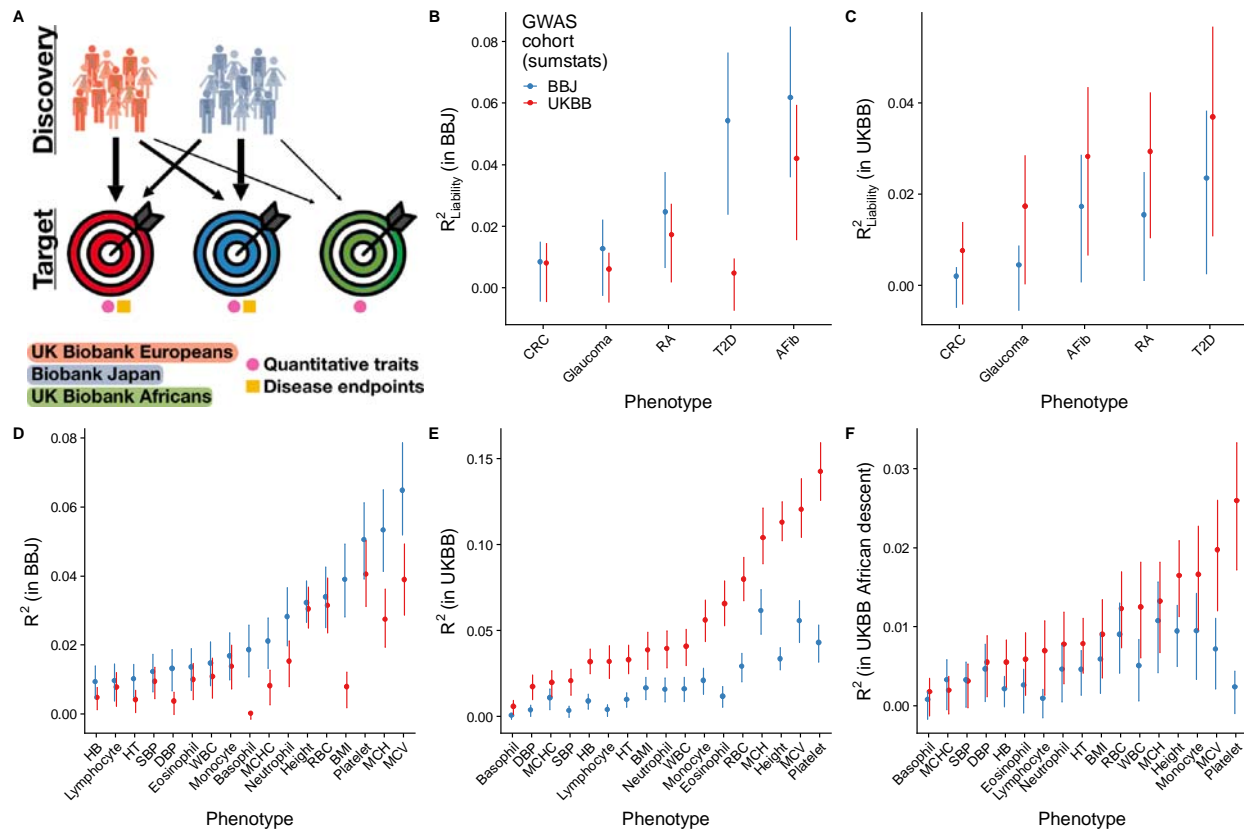 A
Discovery
Target
UK Biobank Europeans
Biobank Japan
UK Biobank Africans
Quantitative traits
Disease endpoints
B
GWAS
cohort
(sumstats)
BBJ
UKBB
R²Liability (in BBJ)
0.08
0.06
0.04
0.02
0.00
CRC
Glaucoma
RA
T2D
AFib
Phenotype
C
R²Liability (in UKBB)
0.04
0.02
0.00
CRC
Glaucoma
AFib
RA
T2D
Phenotype
D
R² (in BBJ)
0.08
0.06
0.04
0.02
0.00
HB
Lymphocyte
HT
SBP
DBP
Eosinophil
WBC
Monocyte
Basophil
MCHC
Neutrophil
Height
RBC
BMI
Platelet
MCH
MCV
Phenotype
E
R² (in UKBB)
0.15
0.10
0.05
0.00
Basophil
DBP
MCHC
SBP
HB
Lymphocyte
HT
BMI
Neutrophil
WBC
Monocyte
Eosinophil
RBC
MCH
Height
MCV
Platelet
Phenotype
F
R² (in UKBB African descent)
0.03
0.02
0.01
0.00
Basophil
MCHC
SBP
DBP
HB
Eosinophil
Lymphocyte
Neutrophil
HT
BMI
RBC
WBC
MCH
Height
Monocyte
MCV
Platelet
Phenotype